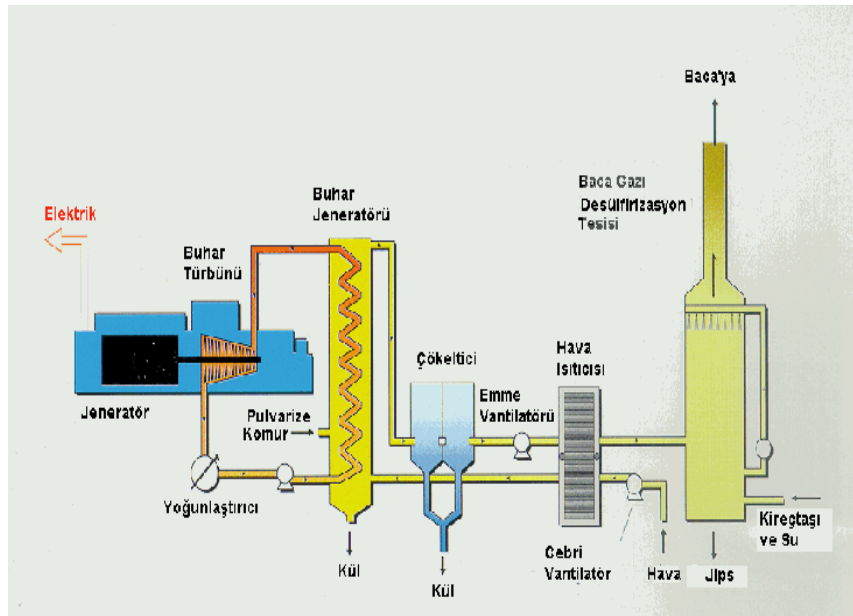 Baca'ya
Baca Gazı
Desülfirizasyon
Tesisi
Buhar
Jeneratörü
Elektrik
Buhar
Türbünü
Çökeltici
Hava
Isıtıcısı
Emme
Vantilatörü
Jeneratör
Pulvarize
Komur
Yoğunlaştırıcı
Kireçtaşı
ve Su
Cebri
Vantilatör
Hava
Jips
Kül
Kül